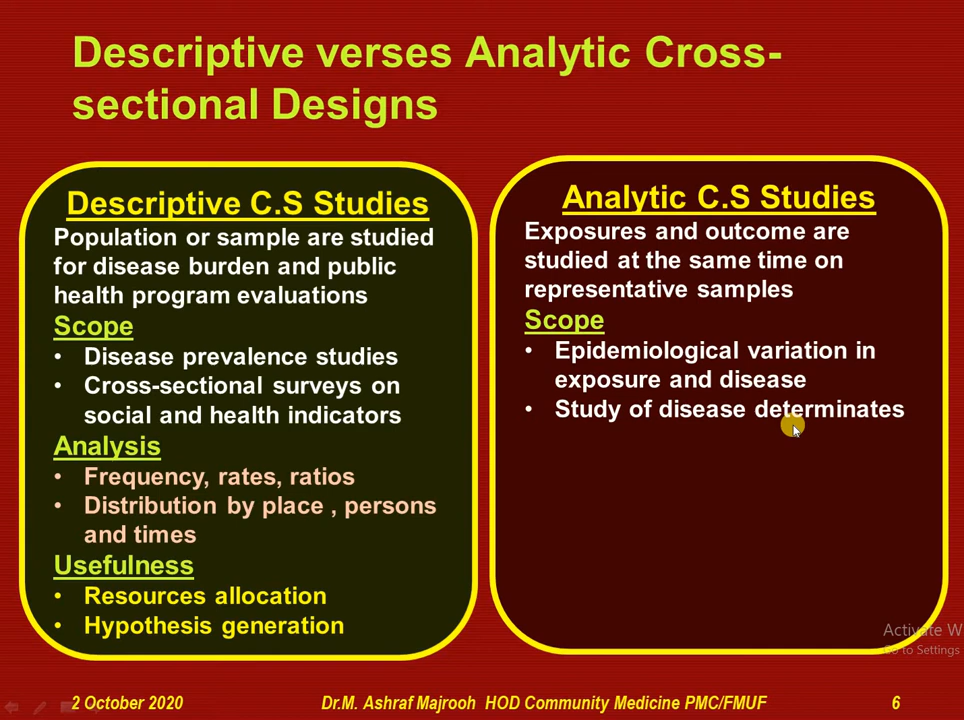 Descriptive verses Analytic Cross-
sectional Designs
Descriptive C.S Studies
Population or sample are studied
for disease burden and public
health program evaluations
Scope
• Disease prevalence studies
• Cross-sectional surveys on
social and health indicators
Analysis
• Frequency, rates, ratios
• Distribution by place , persons
and times
Usefulness
• Resources allocation
• Hypothesis generation
Analytic C.S Studies
Exposures and outcome are
studied at the same time on
representative samples
Scope
• Epidemiological variation in
exposure and disease
• Study of disease determinates
Activate W
Go to Settings
2 October 2020
Dr.M. Ashraf Majrooh HOD Community Medicine PMC/FMUF
6